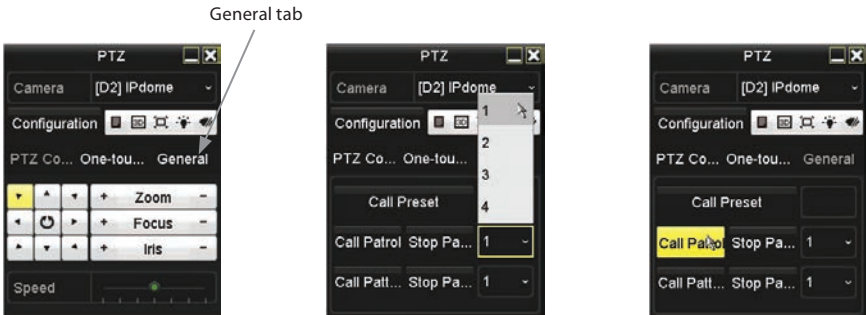 General tab
PTZ
Camera [D2] IPdome
Configuration
PTZ Co... One-tou... General
+ Zoom -
+ Focus -
+ Iris -
Speed
PTZ
Camera [D2] IPdome
Configuration
PTZ Co... One-tou...
1
2
3
4
Call Preset
Call Patrol Stop Pa... 1
Call Patt... Stop Pa... 1
PTZ
Camera [D2] IPdome
Configuration
PTZ Co... One-tou... General
Call Preset
Call Patrol Stop Pa... 1
Call Patt... Stop Pa... 1